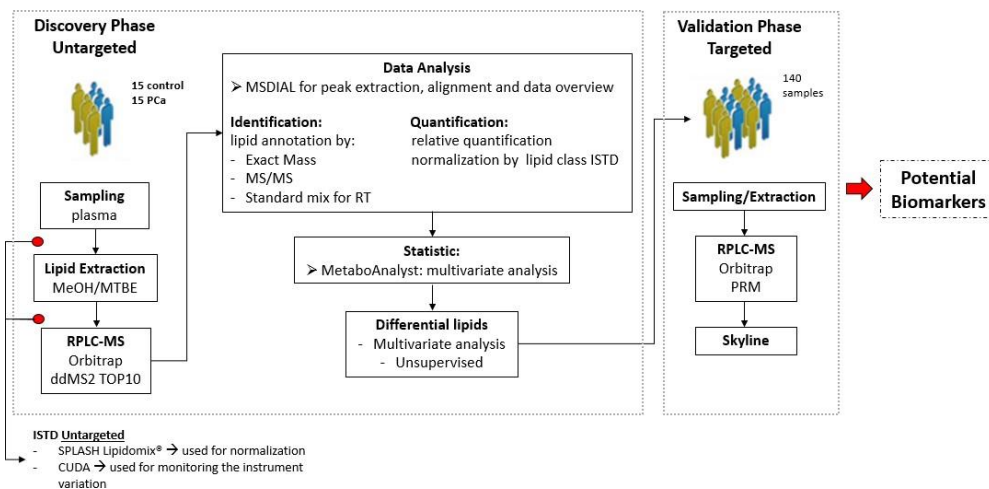 Discovery Phase
Untargeted
15 control
15 PCa
Sampling
plasma
Lipid Extraction
MeOH/MTBE
RPLC-MS
Orbitrap
ddMS2 TOP10
ISTD Untargeted
- SPLASH Lipidomix® → used for normalization
- CUDA → used for monitoring the instrument
variation
Data Analysis
➢ MSDIAL for peak extraction, alignment and data overview
Identification:
lipid annotation by:
- Exact Mass
- MS/MS
- Standard mix for RT
Quantification:
relative quantification
normalization by lipid class ISTD
Statistic:
➢ MetaboAnalyst: multivariate analysis
Differential lipids
- Multivariate analysis
- Unsupervised
Validation Phase
Targeted
140
samples
Sampling/Extraction
RPLC-MS
Orbitrap
PRM
Skyline
Potential
Biomarkers